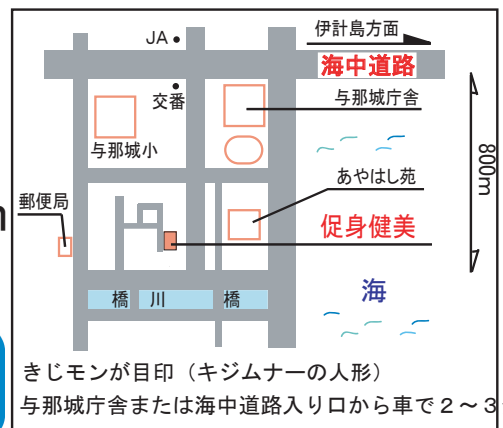 伊計島方面
JA
海中道路
交番
与那城庁舎
与那城小
800m
あやはし苑
郵便局
促身健美
橋 川 橋
海
きじモンが目印（キジムナーの人形）
与那城庁舎または海中道路入り口から車で２～３